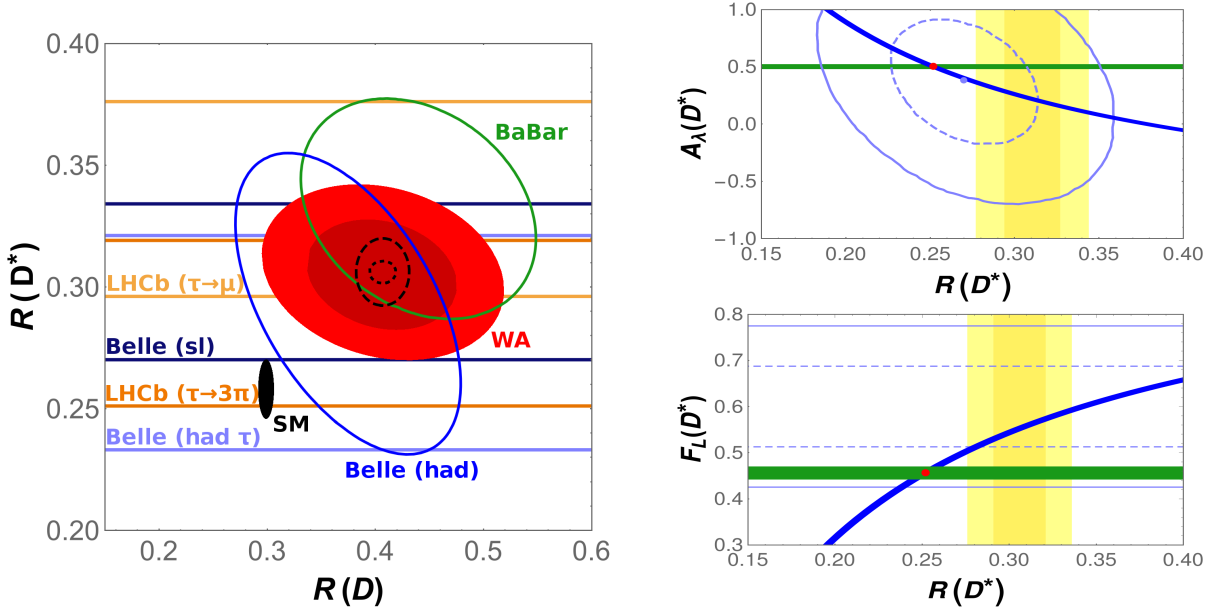 0.40
0.35
0.30
0.25
0.20
R(D*)
BaBar
LHCb (τ→μ)
WA
Belle (sl)
LHCb (τ→3π)
SM
Belle (had τ)
Belle (had)
0.2 0.3 0.4 0.5 0.6
R(D)
1.0
0.5
0.0
-0.5
-1.0
Aλ(D*)
0.15 0.20 0.25 0.30 0.35 0.40
R(D*)
0.8
0.7
0.6
0.5
0.4
0.3
FL(D*)
0.15 0.20 0.25 0.30 0.35 0.40
R(D*)